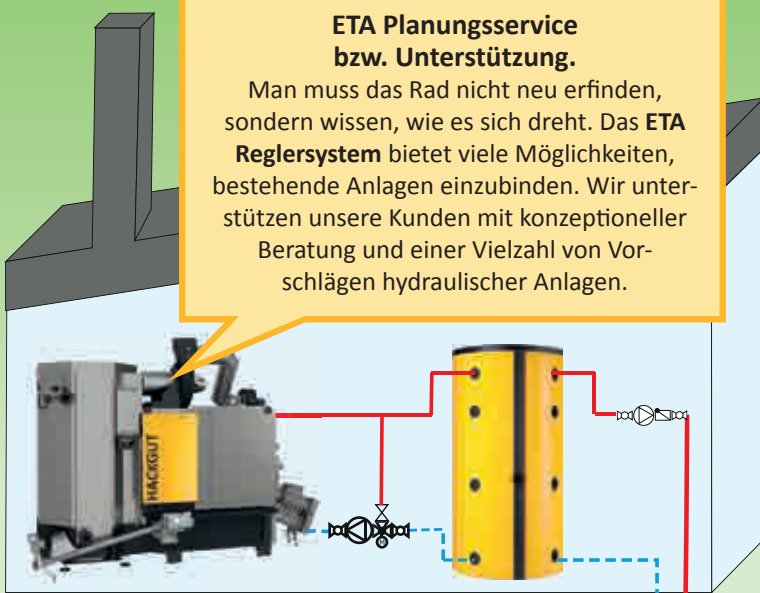 ETA Planungsservice
bzw. Unterstützung.
Man muss das Rad nicht neu erfinden,
sondern wissen, wie es sich dreht. Das ETA
Reglersystem bietet viele Möglichkeiten,
bestehende Anlagen einzubinden. Wir unter-
stützen unsere Kunden mit konzeptioneller
Beratung und einer Vielzahl von Vor-
schlägen hydraulischer Anlagen.
HACKGUT